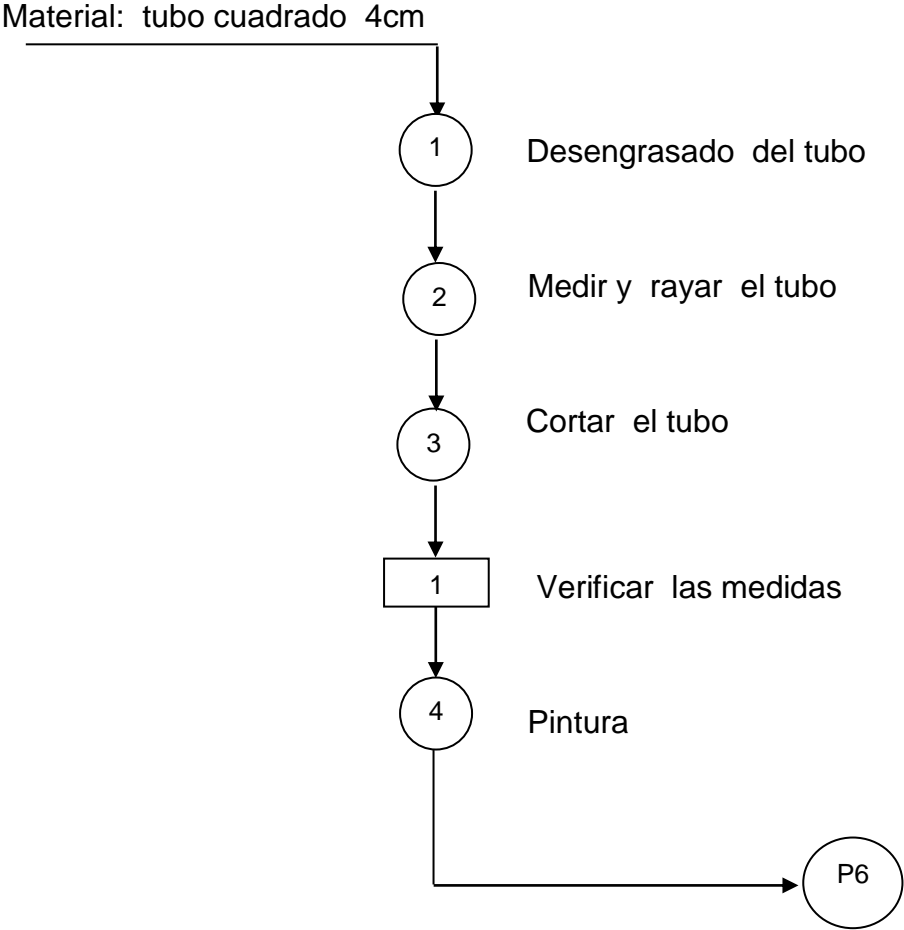 Material: tubo cuadrado 4cm
1 Desengrasado del tubo
2 Medir y rayar el tubo
3 Cortar el tubo
1 Verificar las medidas
4 Pintura
P6